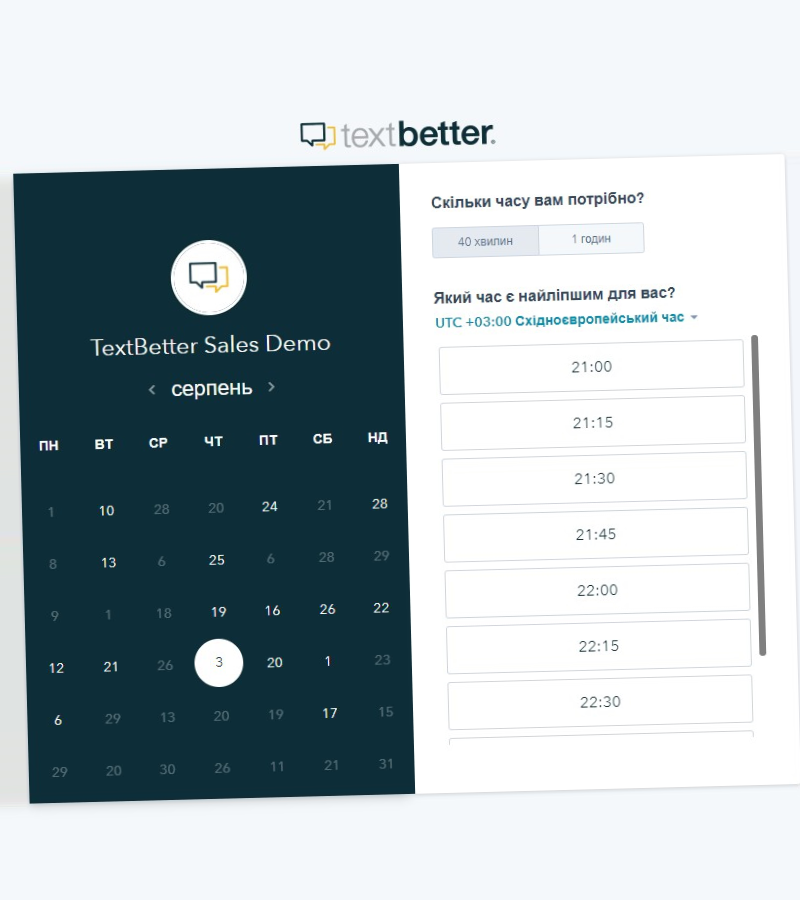 textbetter.
TextBetter Sales Demo
серпень
ПН ВТ СР ЧТ ПТ СБ НД
1 10 28 20 24 21 28
8 13 6 25 6 28 29
9 1 18 19 16 26 22
12 21 26 3 20 1 23
6 29 13 20 19 17 15
29 20 30 26 11 21 31
Скільки часу вам потрібно?
40 хвилин 1 годин
Який час є найліпшим для вас?
UTC +03:00 Східноєвропейський час
21:00
21:15
21:30
21:45
22:00
22:15
22:30